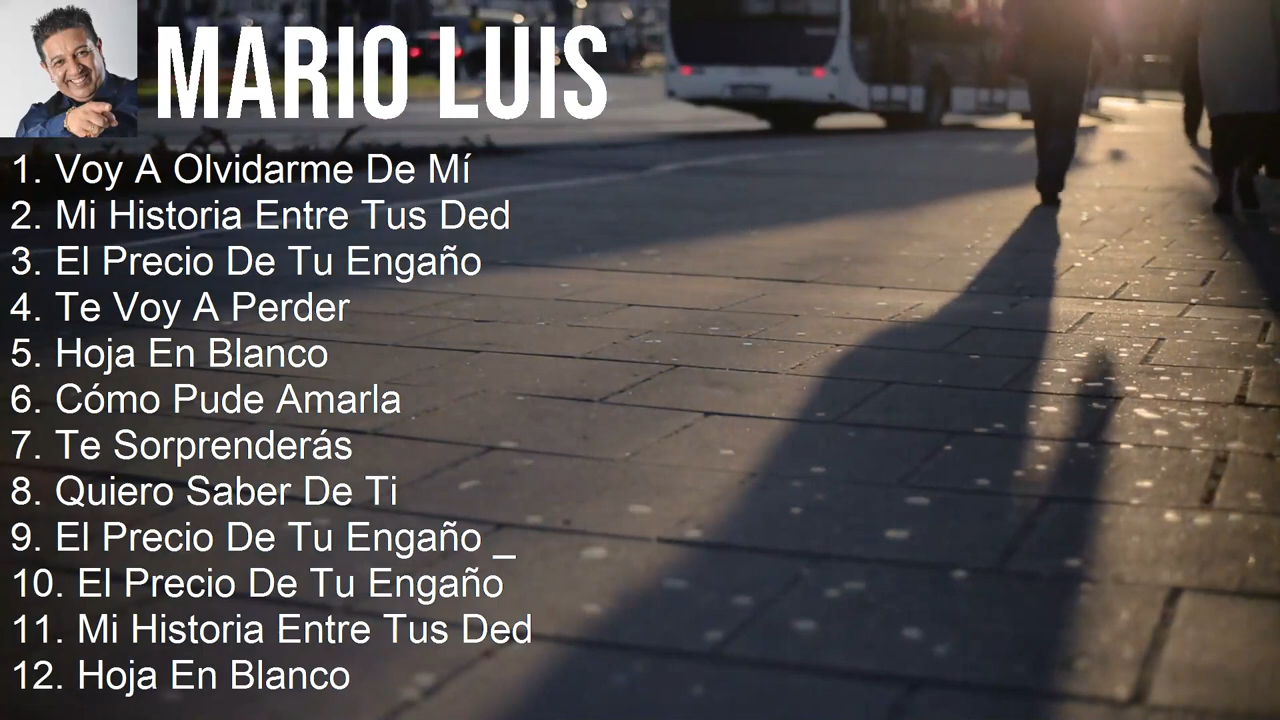 MARIO LUIS
1. Voy A Olvidarme De Mí
2. Mi Historia Entre Tus Ded
3. El Precio De Tu Engaño
4. Te Voy A Perder
5. Hoja En Blanco
6. Cómo Pude Amarla
7. Te Sorprenderás
8. Quiero Saber De Ti
9. El Precio De Tu Engaño _
10. El Precio De Tu Engaño
11. Mi Historia Entre Tus Ded
12. Hoja En Blanco